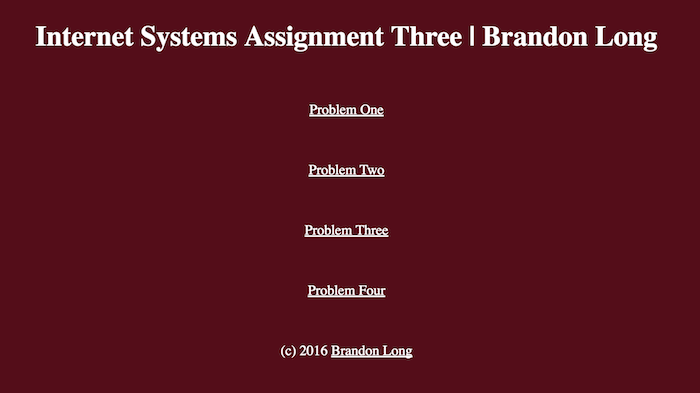 Internet Systems Assignment Three | Brandon Long
Problem One
Problem Two
Problem Three
Problem Four
(c) 2016 Brandon Long